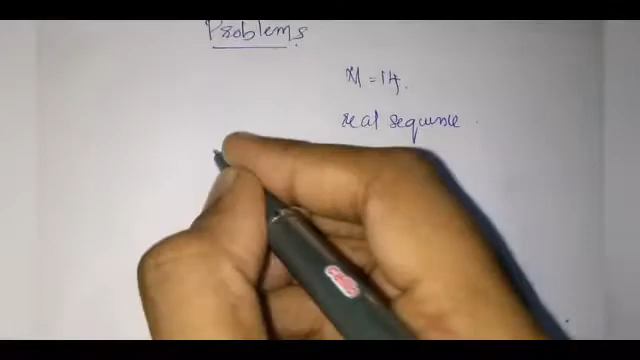 Problems
N = 14.
real sequence